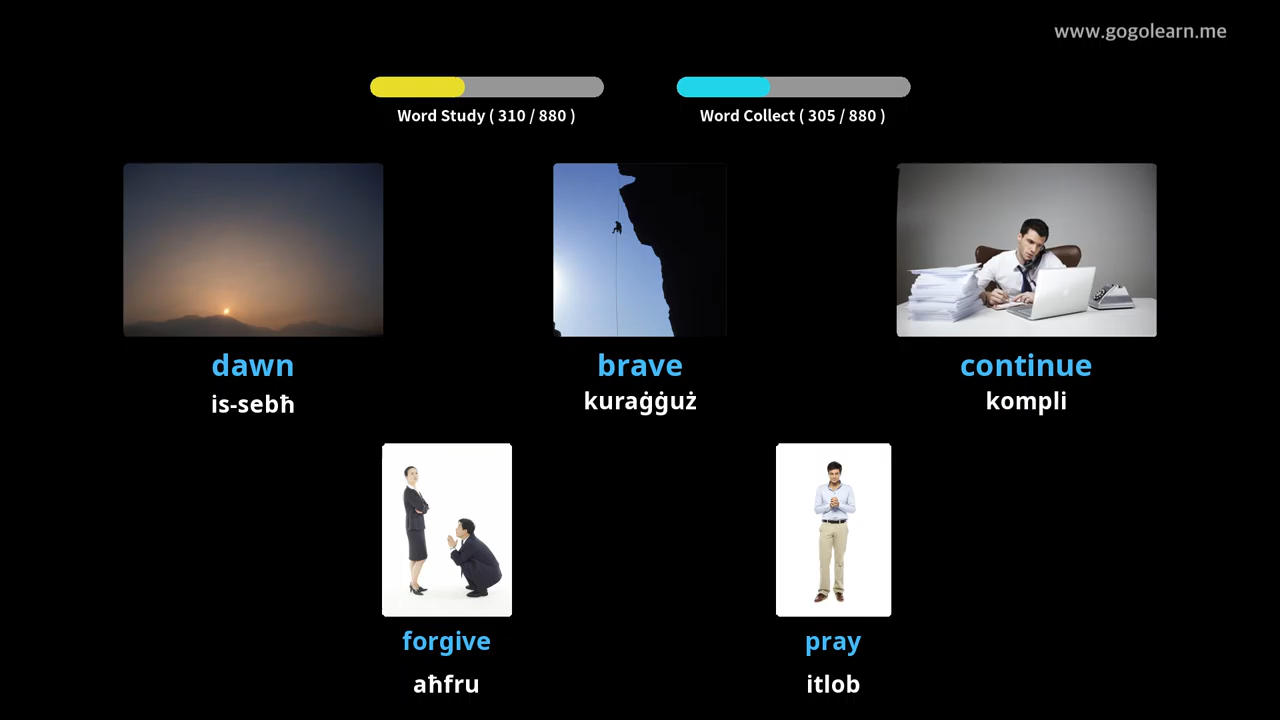 www.gogolearn.me
Word Study ( 310 / 880 )
Word Collect ( 305 / 880 )
dawn
is-sebħ
brave
kuraġġuż
continue
kompli
forgive
aħfru
pray
itlob